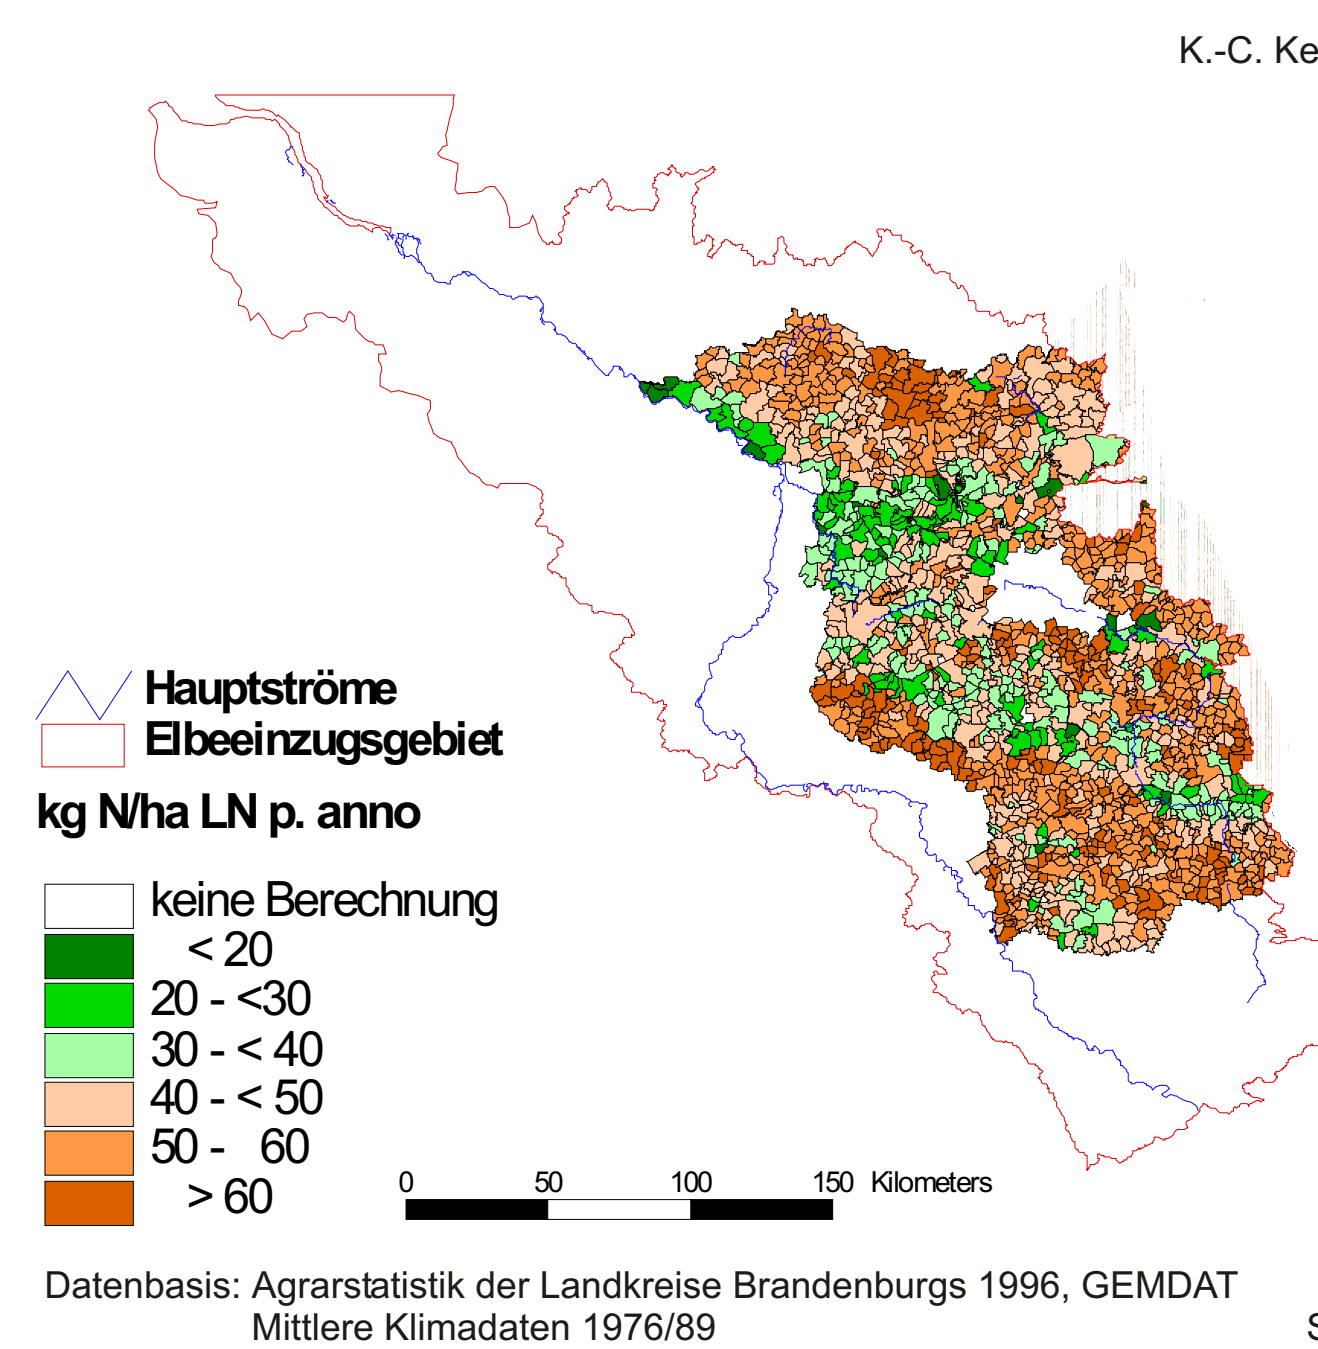 K.-C. Ke
Hauptströme
Elbeeinzugsgebiet
kg N/ha LN p. anno
keine Berechnung
< 20
20 - <30
30 - < 40
40 - < 50
50 - 60
> 60
0 50 100 150 Kilometers
Datenbasis: Agrarstatistik der Landkreise Brandenburgs 1996, GEMDAT
Mittlere Klimadaten 1976/89